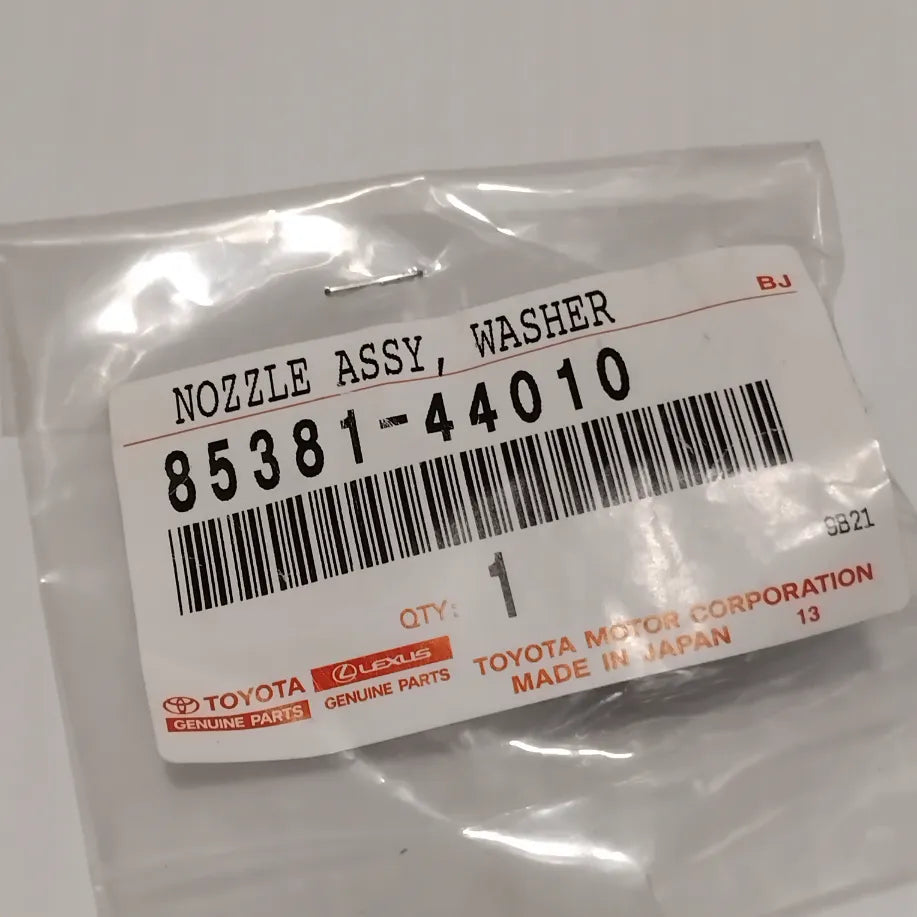 BJ
NOZZLE ASSY, WASHER
85381-44010
9B21
QTY: 1
TOYOTA
GENUINE PARTS
LEXUS
GENUINE PARTS
TOYOTA MOTOR CORPORATION
MADE IN JAPAN 13